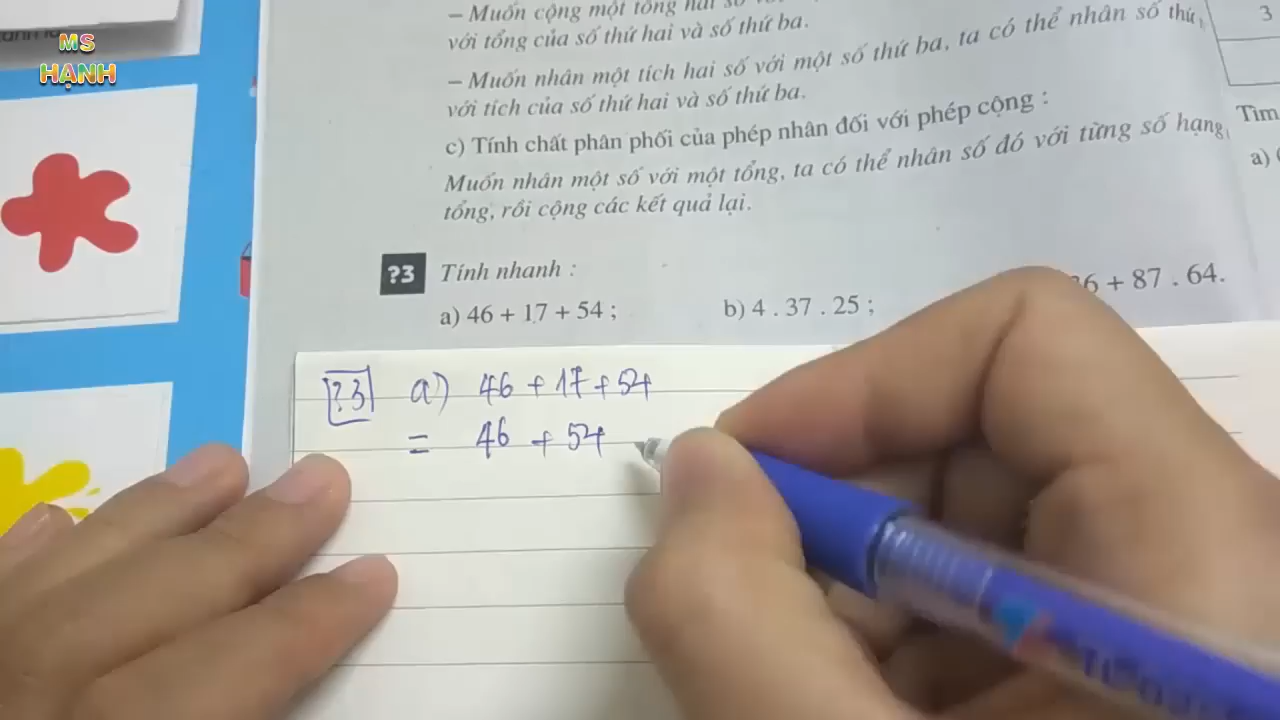 MS
HẠNH
– Muốn cộng một tổng hai số với
với tổng của số thứ hai và số thứ ba.
– Muốn nhân một tích hai số với một số thứ ba, ta có thể nhân số thứ
với tích của số thứ hai và số thứ ba.
c) Tính chất phân phối của phép nhân đối với phép cộng :
Muốn nhân một số với một tổng, ta có thể nhân số đó với từng số hạng
tổng, rồi cộng các kết quả lại.
?3 Tính nhanh :
a) 46 + 17 + 54 ; b) 4 . 37 . 25 ; 36 + 87 . 64.
3
Tìm
a)
?3 a) 46 + 17 + 54
= 46 + 54